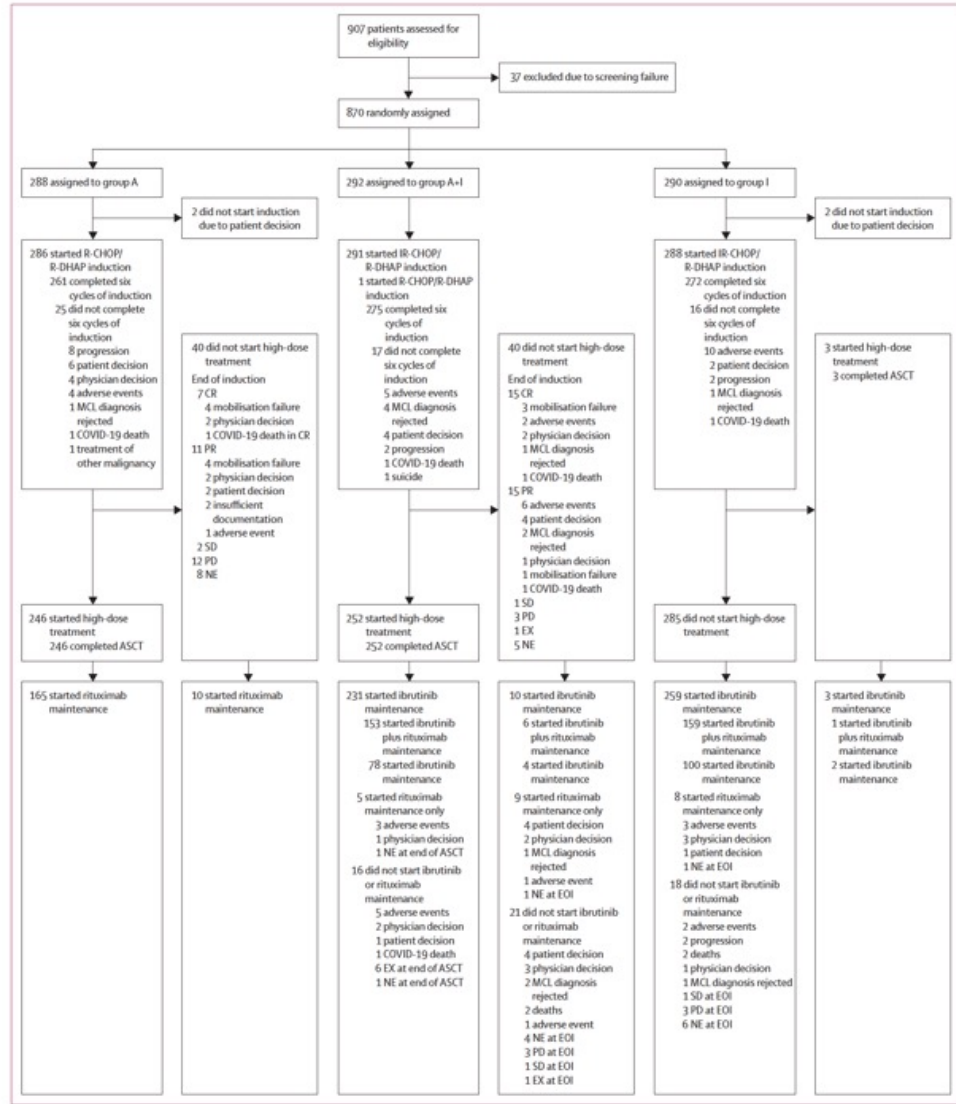 907 patients assessed for
eligibility
37 excluded due to screening failure
870 randomly assigned
288 assigned to group A
292 assigned to group A+I
290 assigned to group I
2 did not start induction
due to patient decision
2 did not start induction
due to patient decision
286 started R-CHOP/
R-DHAP induction
261 completed six
cycles of induction
25 did not complete
six cycles of
induction
8 progression
6 patient decision
4 physician decision
4 adverse events
1 MCL diagnosis
rejected
1 COVID-19 death
1 treatment of
other malignancy
291 started IR-CHOP/
R-DHAP induction
1 started R-CHOP/R-DHAP
induction
275 completed six
cycles of
induction
17 did not complete
six cycles of
induction
5 adverse events
4 MCL diagnosis
rejected
4 patient decision
2 progression
1 COVID-19 death
1 suicide
288 started IR-CHOP/
R-DHAP induction
272 completed six
cycles of induction
16 did not complete
six cycles of
induction
10 adverse events
2 patient decision
2 progression
1 MCL diagnosis
rejected
1 COVID-19 death
40 did not start high-dose
treatment
End of induction
7 CR
4 mobilisation failure
2 physician decision
1 COVID-19 death in CR
11 PR
4 mobilisation failure
2 physician decision
2 patient decision
2 insufficient
documentation
1 adverse event
2 SD
12 PD
8 NE
40 did not start high-dose
treatment
End of induction
15 CR
3 mobilisation failure
2 adverse events
2 physician decision
1 MCL diagnosis
rejected
1 COVID-19 death
15 PR
6 adverse events
4 patient decision
2 MCL diagnosis
rejected
1 physician decision
1 mobilisation failure
1 COVID-19 death
1 SD
3 PD
1 EX
5 NE
3 started high-dose
treatment
3 completed ASCT
246 started high-dose
treatment
246 completed ASCT
252 started high-dose
treatment
252 completed ASCT
285 did not start high-dose
treatment
165 started rituximab
maintenance
10 started rituximab
maintenance
231 started ibrutinib
maintenance
153 started ibrutinib
plus rituximab
maintenance
78 started ibrutinib
maintenance
5 started rituximab
maintenance only
3 adverse events
1 physician decision
1 NE at end of ASCT
16 did not start ibrutinib
or rituximab
maintenance
5 adverse events
2 physician decision
1 patient decision
1 COVID-19 death
6 EX at end of ASCT
1 NE at end of ASCT
10 started ibrutinib
maintenance
6 started ibrutinib
plus rituximab
maintenance
4 started ibrutinib
maintenance
9 started rituximab
maintenance only
4 patient decision
2 physician decision
1 MCL diagnosis
rejected
1 adverse event
1 NE at EOI
21 did not start ibrutinib
or rituximab
maintenance
4 patient decision
3 physician decision
2 MCL diagnosis
rejected
2 deaths
1 adverse event
4 NE at EOI
3 PD at EOI
1 SD at EOI
1 EX at EOI
259 started ibrutinib
maintenance
159 started ibrutinib
plus rituximab
maintenance
100 started ibrutinib
maintenance
8 started rituximab
maintenance only
3 adverse events
3 physician decision
1 patient decision
1 NE at EOI
18 did not start ibrutinib
or rituximab
maintenance
2 adverse events
2 progression
2 deaths
1 physician decision
1 MCL diagnosis rejected
1 SD at EOI
3 PD at EOI
6 NE at EOI
3 started ibrutinib
maintenance
1 started ibrutinib
plus rituximab
maintenance
2 started ibrutinib
maintenance